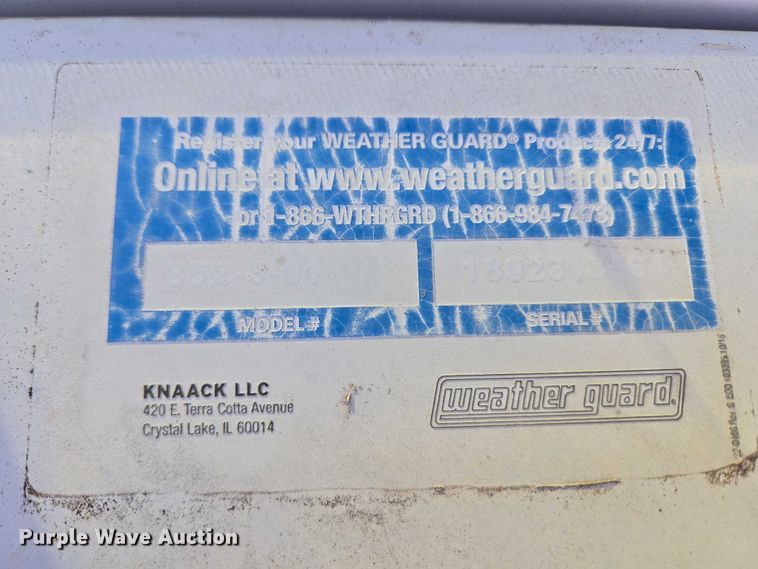 Register your WEATHER GUARD® Products 24/7:
Online at www.weatherguard.com
or 1-866-WTHRGRD (1-866-984-7473)
MODEL # SERIAL #
KNAACK LLC
420 E. Terra Cotta Avenue
Crystal Lake, IL 60014
weather guard®
Purple Wave Auction